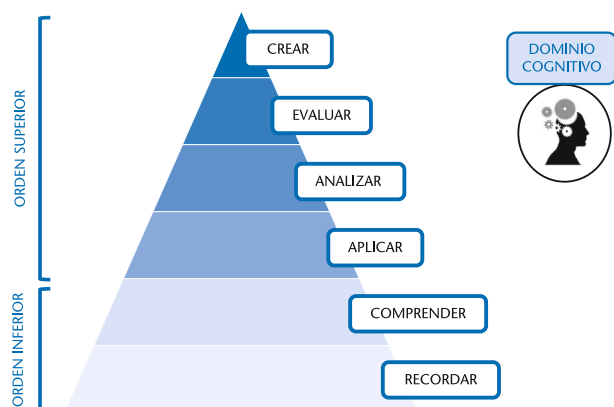 CREAR
DOMINIO
COGNITIVO
EVALUAR
ORDEN SUPERIOR
ANALIZAR
APLICAR
COMPRENDER
ORDEN INFERIOR
RECORDAR